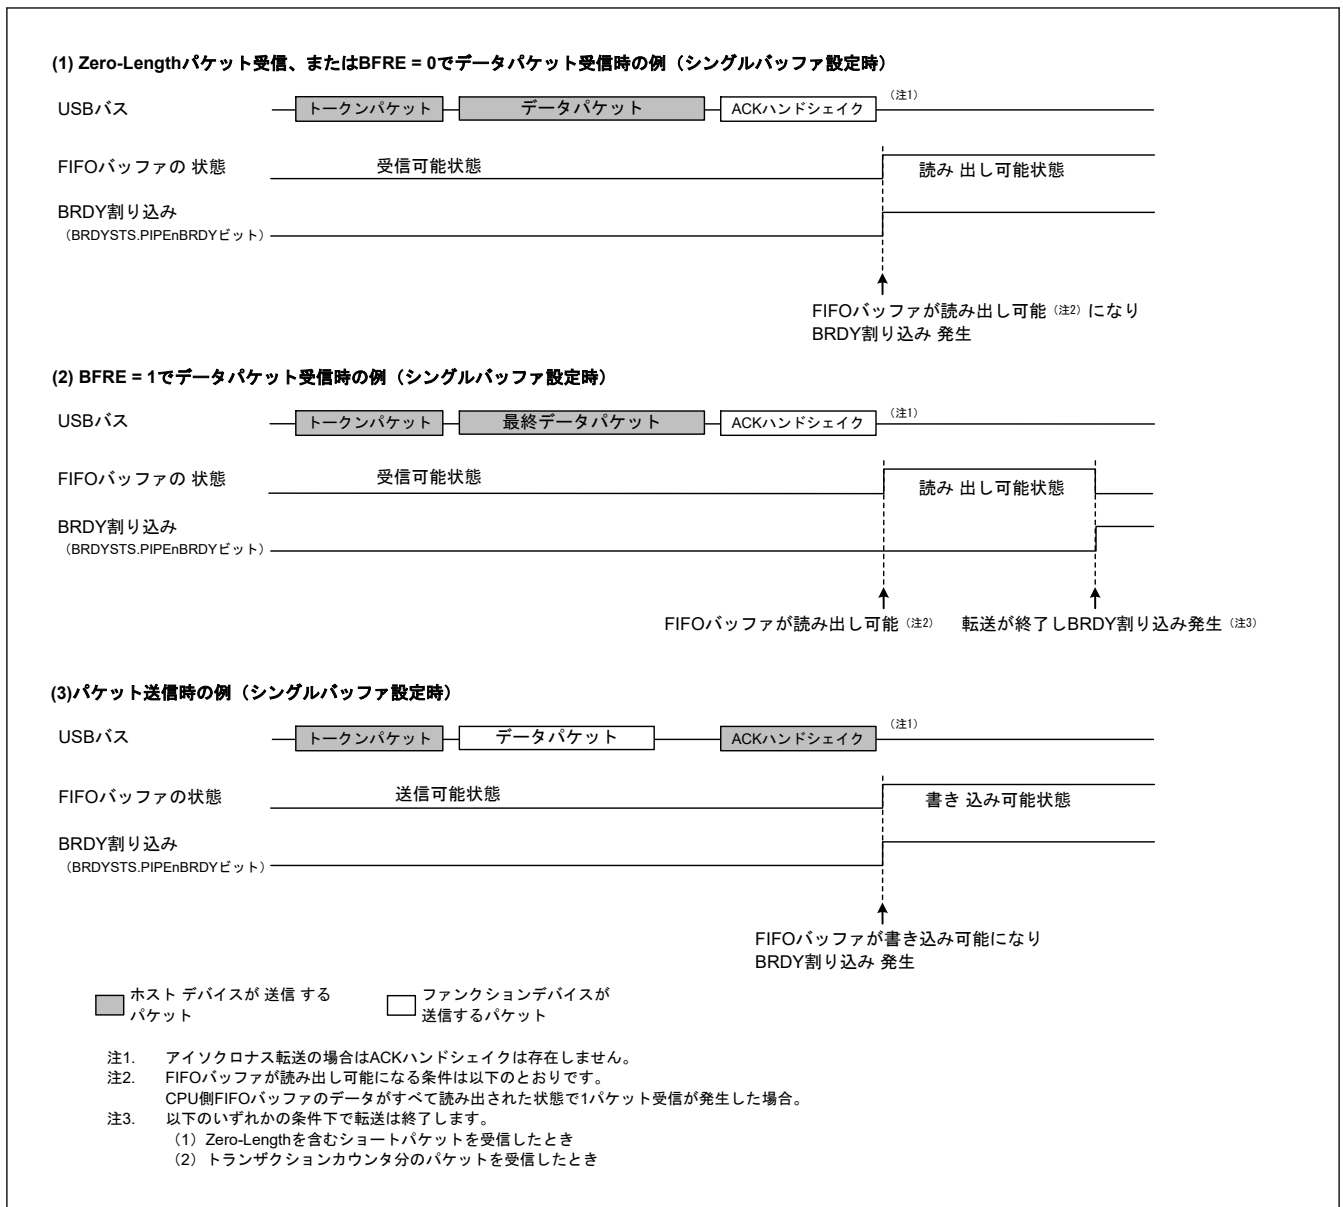 (1) Zero-Lengthパケット受信、またはBFRE = 0でデータパケット受信時の例（シングルバッファ設定時）
USBバス
トークンパケット
データパケット
ACKハンドシェイク
（注1）
FIFOバッファの 状態
受信可能状態
読み 出し可能状態
BRDY割り込み
（BRDYSTS.PIPEnBRDYビット）
FIFOバッファが読み出し可能（注2）になり
BRDY割り込み 発生
(2) BFRE = 1でデータパケット受信時の例（シングルバッファ設定時）
USBバス
トークンパケット
最終データパケット
ACKハンドシェイク
（注1）
FIFOバッファの 状態
受信可能状態
読み 出し可能状態
BRDY割り込み
（BRDYSTS.PIPEnBRDYビット）
FIFOバッファが読み出し可能（注2）
転送が終了しBRDY割り込み発生（注3）
(3)パケット送信時の例（シングルバッファ設定時）
USBバス
トークンパケット
データパケット
ACKハンドシェイク
（注1）
FIFOバッファの状態
送信可能状態
書き 込み可能状態
BRDY割り込み
（BRDYSTS.PIPEnBRDYビット）
FIFOバッファが書き込み可能になり
BRDY割り込み 発生
ホスト デバイスが 送信 する
パケット
ファンクションデバイスが
送信するパケット
注1. アイソクロナス転送の場合はACKハンドシェイクは存在しません。
注2. FIFOバッファが読み出し可能になる条件は以下のとおりです。
CPU側FIFOバッファのデータがすべて読み出された状態で1パケット受信が発生した場合。
注3. 以下のいずれかの条件下で転送は終了します。
（1）Zero-Lengthを含むショートパケットを受信したとき
（2）トランザクションカウンタ分のパケットを受信したとき